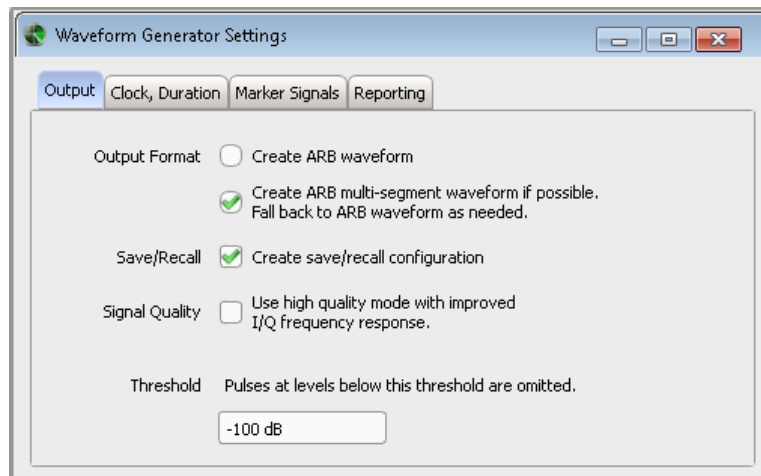 Waveform Generator Settings
Output
Clock, Duration
Marker Signals
Reporting
Output Format
Create ARB waveform
Create ARB multi-segment waveform if possible.
Fall back to ARB waveform as needed.
Save/Recall
Create save/recall configuration
Signal Quality
Use high quality mode with improved
I/Q frequency response.
Threshold
Pulses at levels below this threshold are omitted.
-100 dB